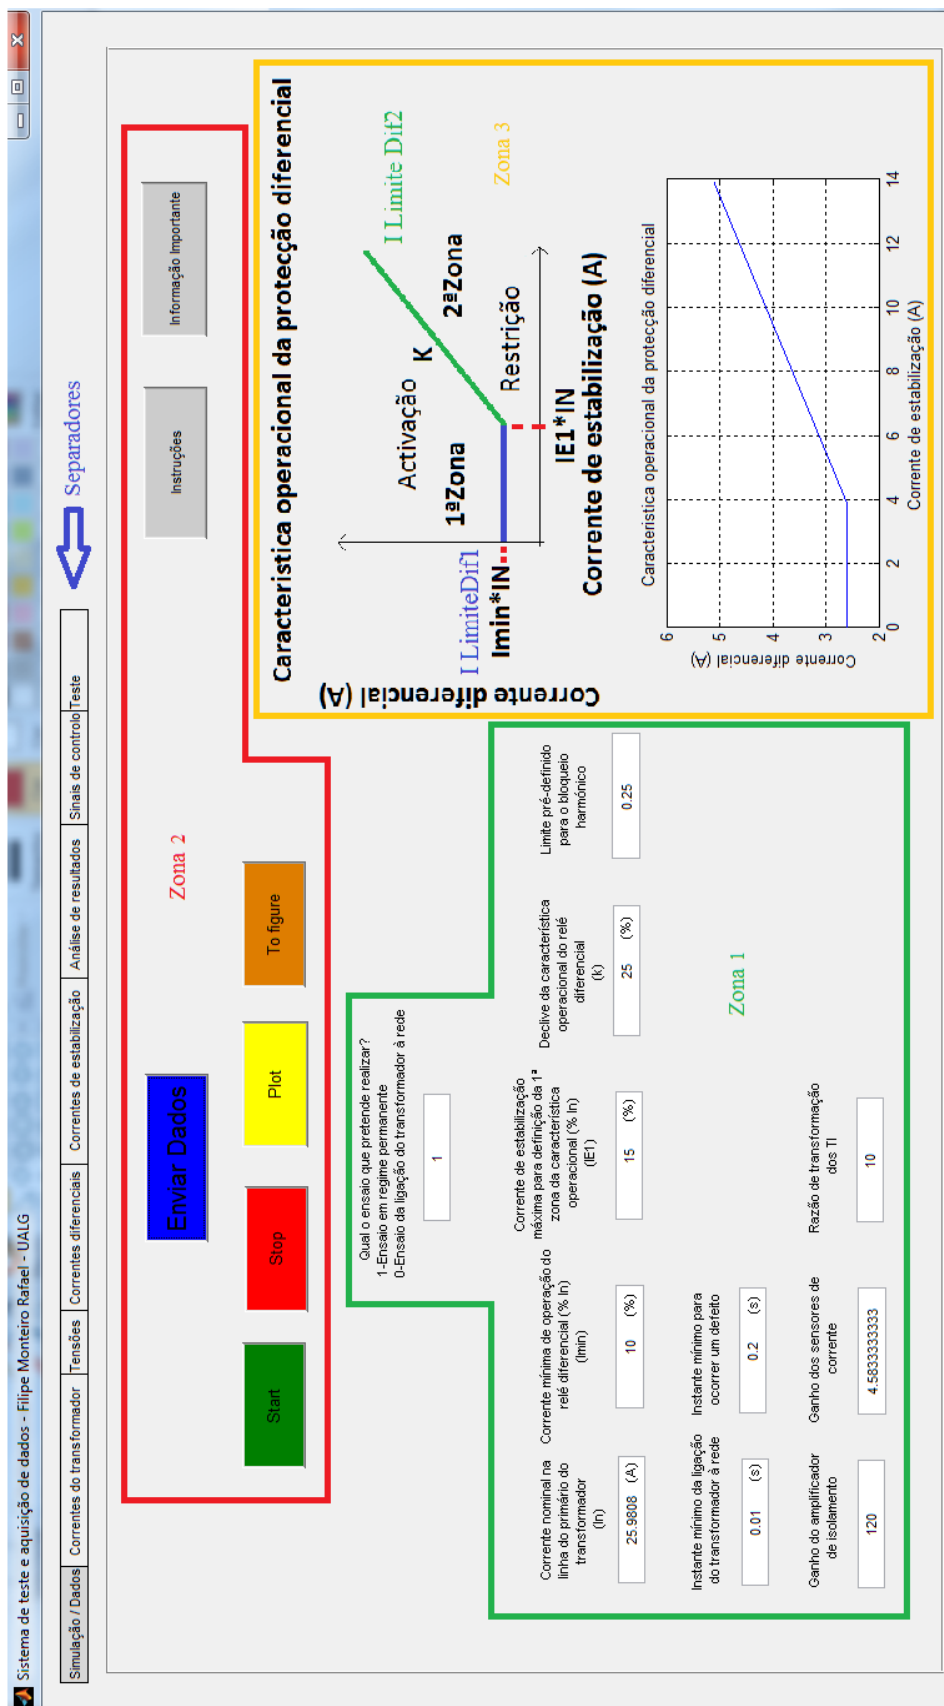 Sistema de teste e aquisição de dados - Filipe Monteiro Rafael - UALG
Simulação / Dados
Correntes do transformador
Tensões
Correntes diferenciais
Correntes de estabilização
Análise de resultados
Sinais de controlo
Teste
Separadores
Enviar Dados
Zona 2
Instruções
Informação Importante
Start
Stop
Plot
To figure
Qual o ensaio que pretende realizar?
1-Ensaio em regime permanente
0-Ensaio da ligação do transformador à rede
1
Corrente nominal na
linha do primário do
transformador
(In)
25.9808 (A)
Corrente mínima de operação do
relé diferencial (% In)
(Imin)
10 (%)
Corrente de estabilização
máxima para definição da 1ª
zona da característica
operacional (% In)
(IE1)
15 (%)
Declive da característica
operacional do relé
diferencial
(k)
25 (%)
Limite pré-definido
para o bloqueio
harmónico
0.25
Instante mínimo da ligação
do transformador à rede
0.01 (s)
Instante mínimo para
ocorrer um defeito
0.2 (s)
Zona 1
Ganho do amplificador
de isolamento
120
Ganho dos sensores de
corrente
4.5833333333
Razão de transformação
dos TI
10
Caracteristica operacional da protecção diferencial
Corrente diferencial (A)
I LimiteDif1
Imin*IN
1ªZona
Activação
K
2ªZona
Restrição
I Limite Dif2
Zona 3
IE1*IN
Corrente de estabilização (A)
Caracteristica operacional da protecção diferencial
Corrente diferencial (A)
6
5
4
3
2
0
2
4
6
8
10
12
14
Corrente de estabilização (A)